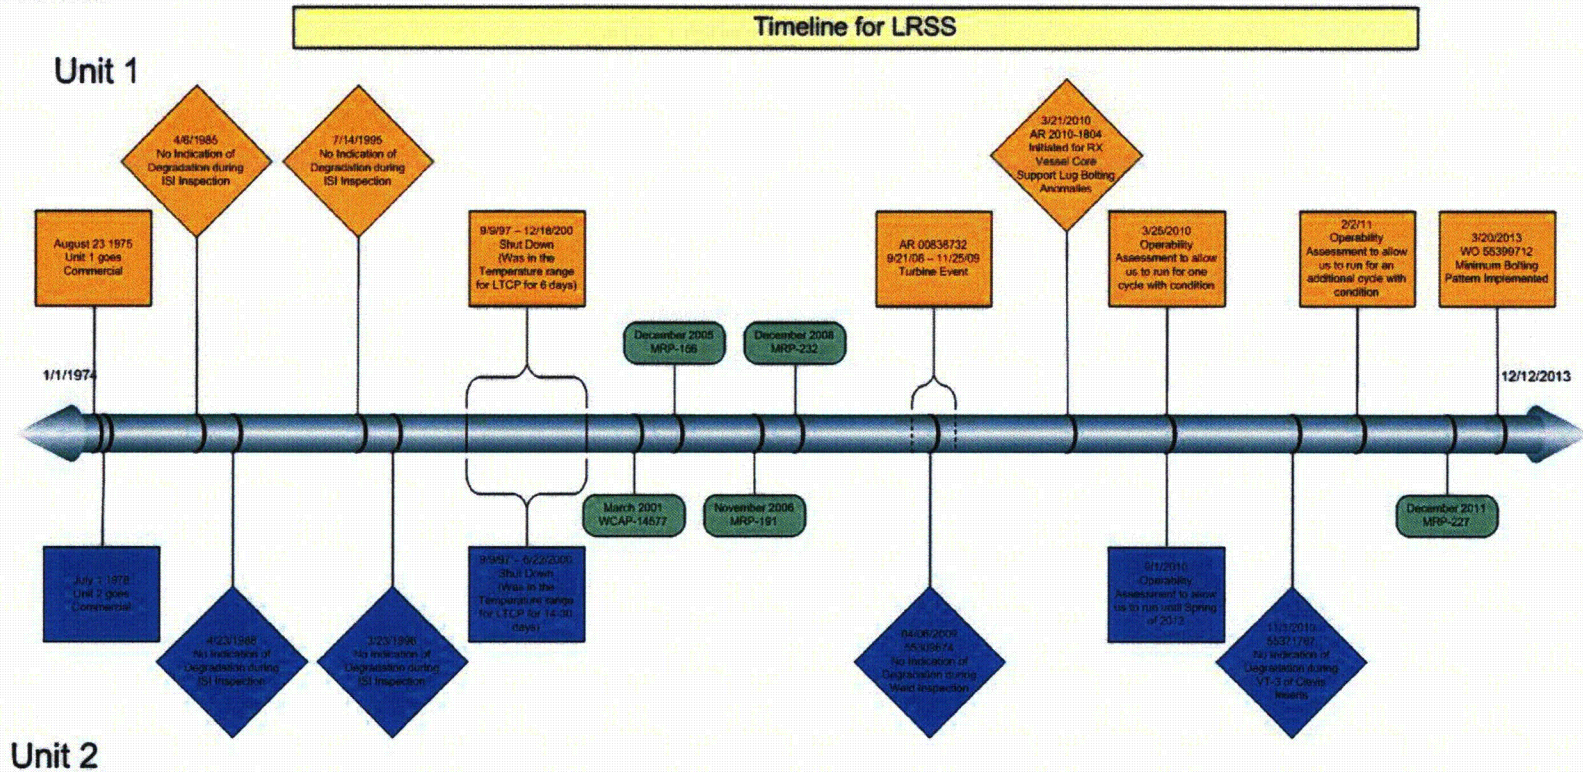 Timeline for LRSS
Unit 1
4/6/1985
No Indication of
Degradation during
ISI Inspection
7/14/1995
No Indication of
Degradation during
ISI Inspection
3/21/2010
AR 2010-1804
Initiated for RX
Vessel Core
Support Lug Bolting
Anomalies
August 23 1975
Unit 1 goes
Commercial
9/9/97 – 12/18/200
Shut Down
(Was in the
Temperature range
for LTCP for 6 days)
AR 00838732
9/21/08 – 11/25/09
Turbine Event
3/25/2010
Operability
Assessment to allow
us to run for one
cycle with condition
2/2/11
Operability
Assessment to allow
us to run for an
additional cycle with
condition
3/20/2013
WO 55399712
Minimum Bolting
Pattern Implemented
December 2005
MRP-156
December 2008
MRP-232
1/1/1974
12/12/2013
March 2001
WCAP-14577
November 2006
MRP-191
December 2011
MRP-227
July 1 1978
Unit 2 goes
Commercial
9/9/97 – 6/22/2000
Shut Down
(Was in the
Temperature range
for LTCP for 14-30
days)
9/1/2010
Operability
Assessment to allow
us to run until Spring
of 2013
4/23/1988
No Indication of
Degradation during
ISI Inspection
3/23/1996
No Indication of
Degradation during
ISI Inspection
04/06/2009
No Indication of
Degradation during
Weld Inspection
No Indication of
Degradation during
VT-3 of Clevis
Inserts
Unit 2